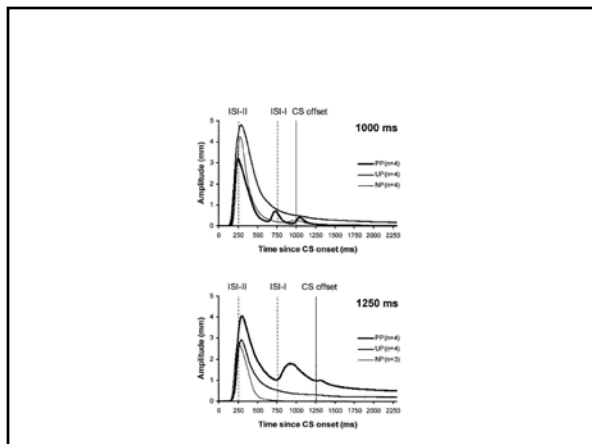 ISI-II ISI-I CS offset
1000 ms
5
4
3
2
1
0
Amplitude (mm)
PP(n=4)
UP(n=4)
NP(n=4)
0 250 500 750 1000 1250 1500 1750 2000 2250
Time since CS onset (ms)
ISI-II ISI-I CS offset
1250 ms
5
4
3
2
1
0
Amplitude (mm)
PP(n=4)
UP(n=4)
NP(n=3)
0 250 500 750 1000 1250 1500 1750 2000 2250
Time since CS onset (ms)